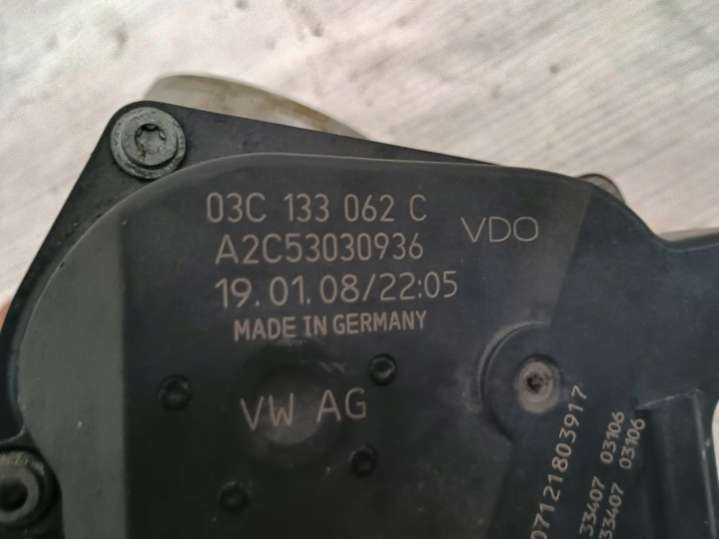 03C 133 062 C
VDO
A2C53030936
19.01.08/22:05
MADE IN GERMANY
VW AG
07121803917
33407 03106
33407 03106